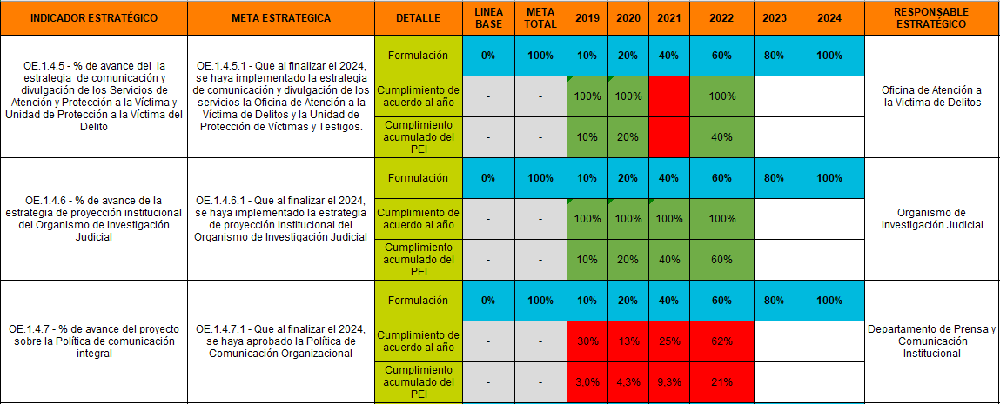 INDICADOR ESTRATÉGICO META ESTRATEGICA DETALLE LINEA BASE META TOTAL 2019 2020 2021 2022 2023 2024 RESPONSABLE ESTRATÉGICO
OE.1.4.5 - % de avance del la
estrategia de comunicación y
divulgación de los Servicios de
Atención y Protección a la Víctima y
Unidad de Protección a la Víctima del
Delito
OE.1.4.5.1 - Que al finalizar el 2024,
se haya implementado la estrategia
de comunicación y divulgación de los
servicios la Oficina de Atención a la
Víctima de Delitos y la Unidad de
Protección de Víctimas y Testigos.
Formulación 0% 100% 10% 20% 40% 60% 80% 100%
Cumplimiento de
acuerdo al año - - 100% 100% 100%
Cumplimiento
acumulado del
PEI - - 10% 20% 40%
Oficina de Atención a
la Victima de Delitos
OE.1.4.6 - % de avance de la
estrategia de proyección institucional
del Organismo de Investigación
Judicial
OE.1.4.6.1 - Que al finalizar el 2024,
se haya implementado la estrategia
de proyección institucional del
Organismo de Investigación Judicial
Formulación 0% 100% 10% 20% 40% 60% 80% 100%
Cumplimiento de
acuerdo al año - - 100% 100% 100% 100%
Cumplimiento
acumulado del
PEI - - 10% 20% 40% 60%
Organismo de
Investigación Judicial
OE.1.4.7 - % de avance del proyecto
sobre la Política de comunicación
integral
OE.1.4.7.1 - Que al finalizar el 2024,
se haya aprobado la Política de
Comunicación Organizacional
Formulación 0% 100% 10% 20% 40% 60% 80% 100%
Cumplimiento de
acuerdo al año - - 30% 13% 25% 62%
Cumplimiento
acumulado del
PEI - - 3,0% 4,3% 9,3% 21%
Departamento de Prensa y
Comunicación
Institucional